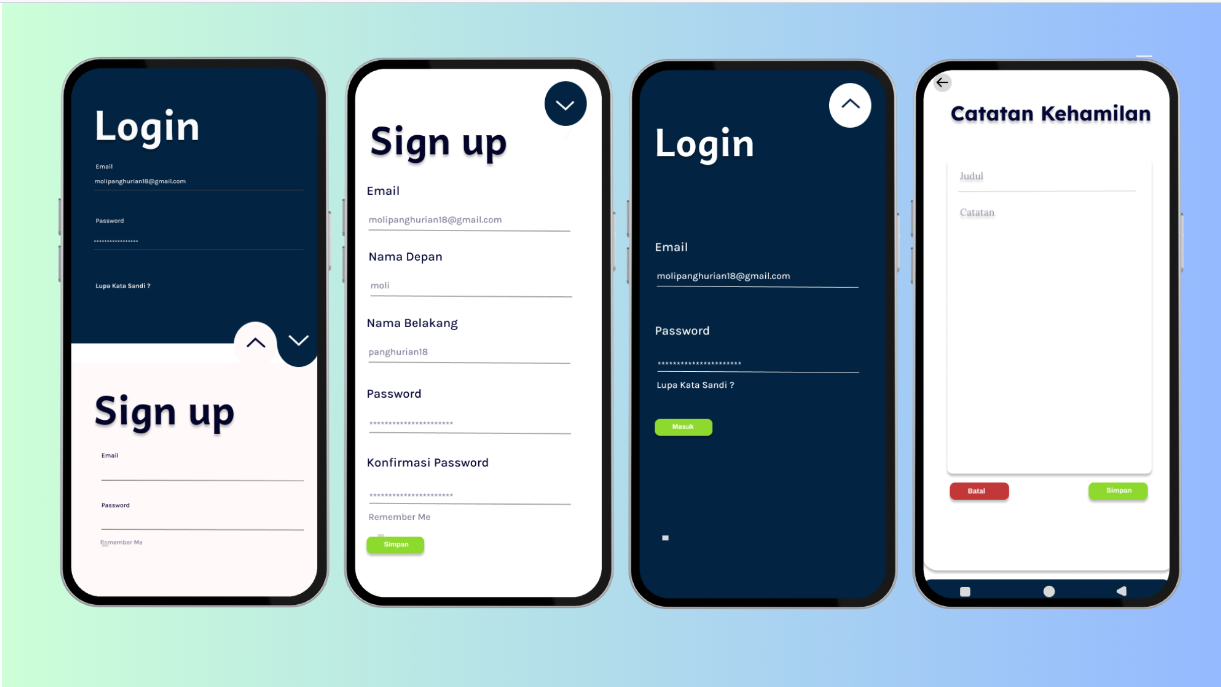 Login
Email
molipanghurian18@gmail.com
Password
*****************
Lupa Kata Sandi ?
Sign up
Email
Password
Remember Me
Sign up
Email
molipanghurian18@gmail.com
Nama Depan
moli
Nama Belakang
panghurian18
Password
**********************
Konfirmasi Password
**********************
Remember Me
Simpan
Login
Email
molipanghurian18@gmail.com
Password
**********************
Lupa Kata Sandi ?
Masuk
Catatan Kehamilan
Judul
Catatan
Batal
Simpan